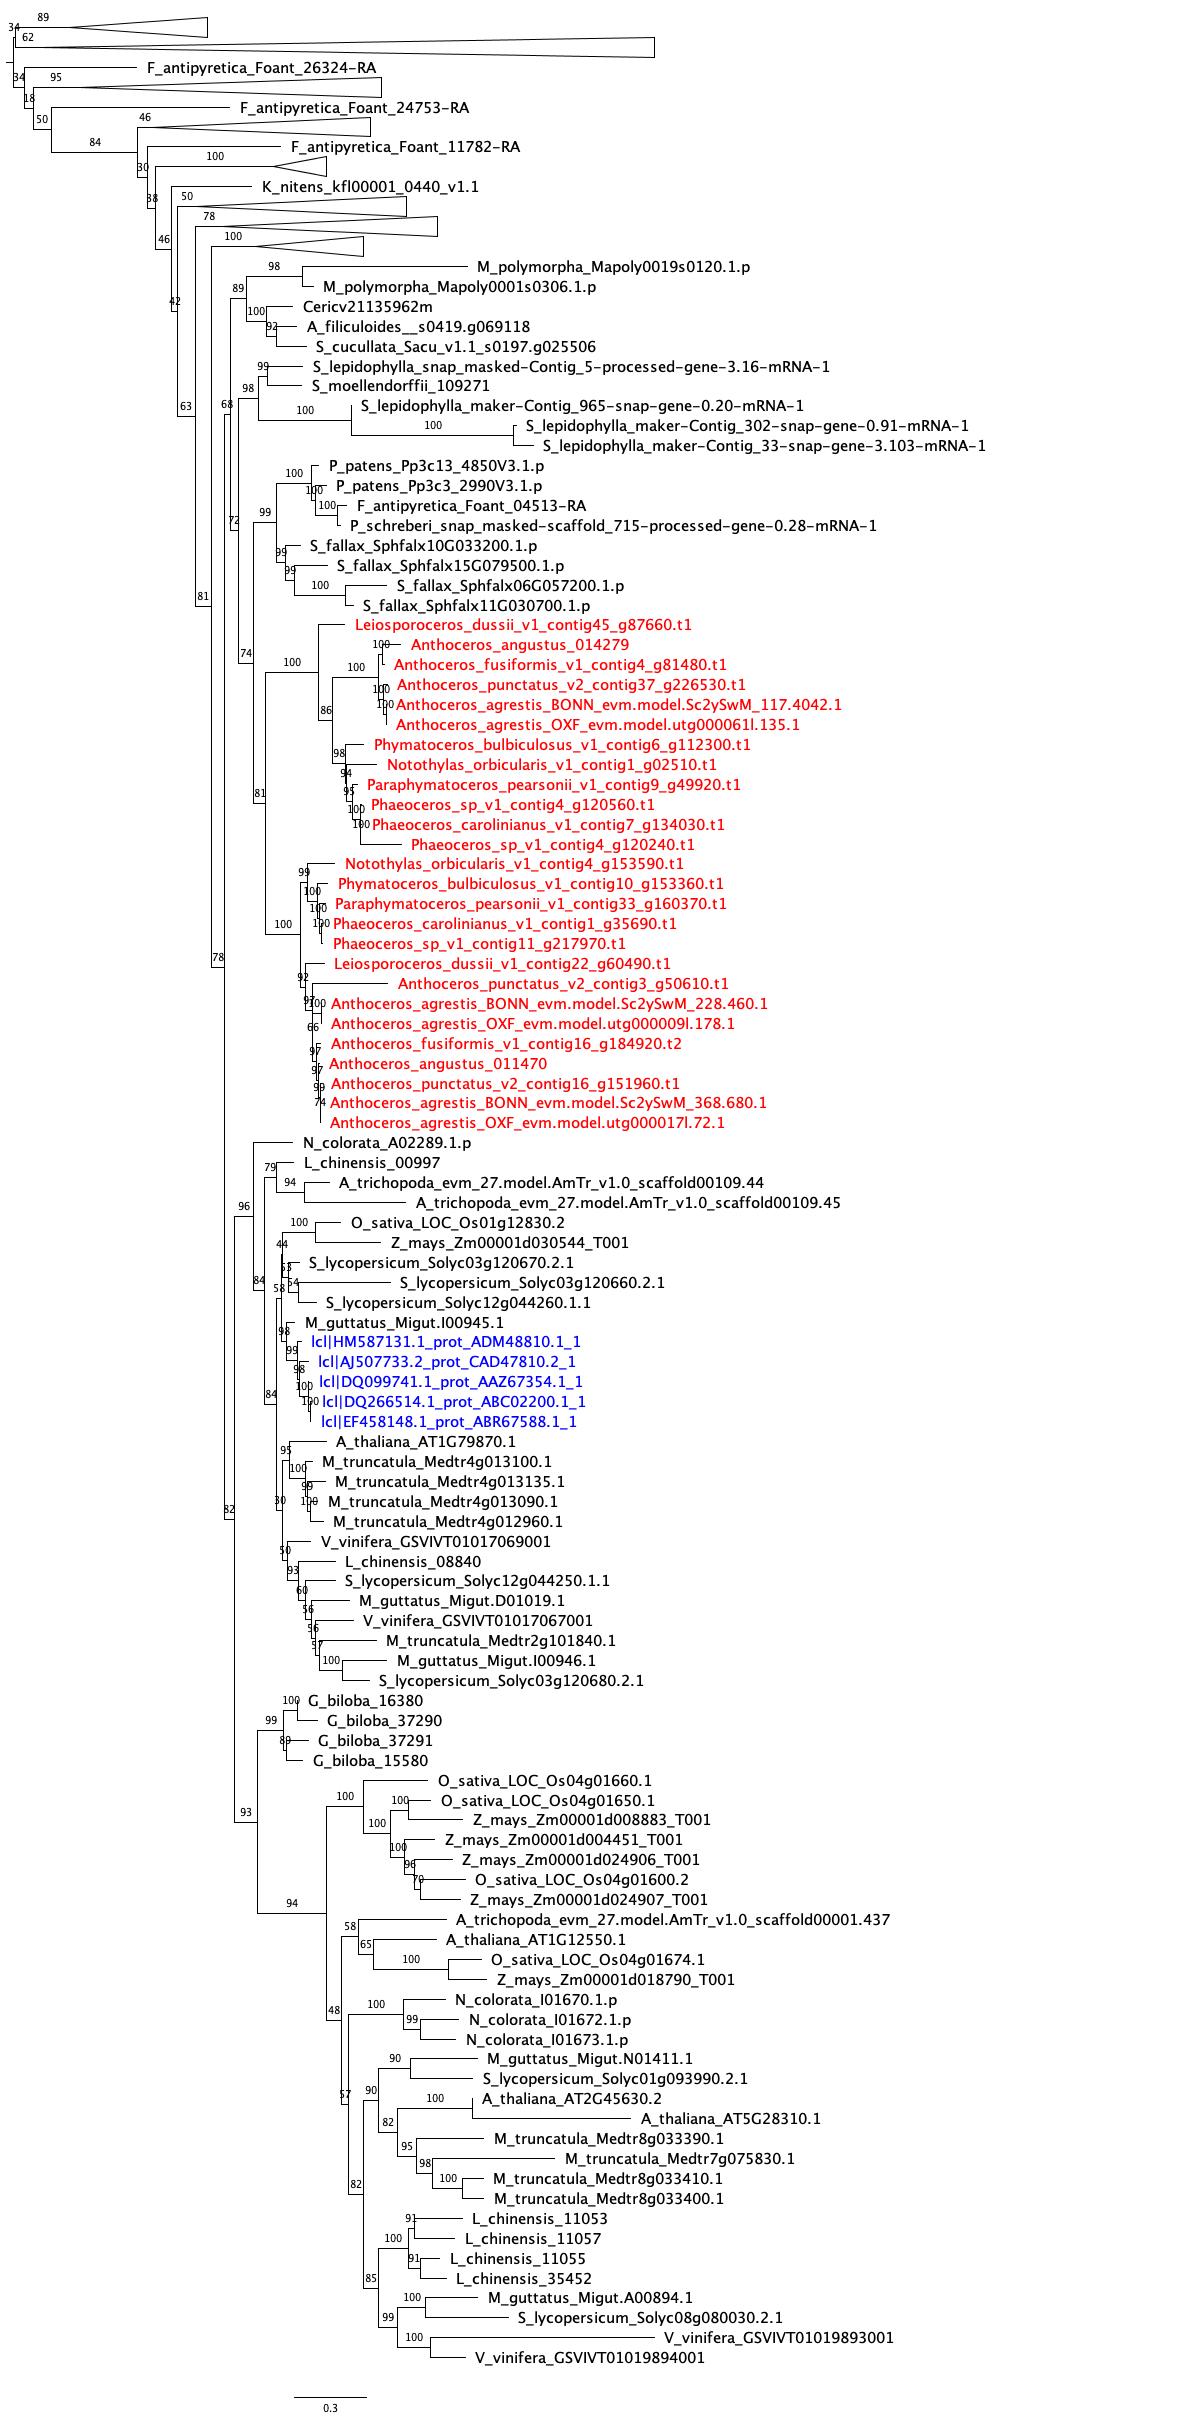 89
34
62
F_antipyretica_Foant_26324-RA
34
95
18
F_antipyretica_Foant_24753-RA
50
46
84
F_antipyretica_Foant_11782-RA
100
30
K_nitens_kfl00001_0440_v1.1
38
50
78
46
100
M_polymorpha_Mapoly0019s0120.1.p
98
M_polymorpha_Mapoly0001s0306.1.p
89
42
Cericv21135962m
100
A_filiculoides__s0419.g069118
92
S_cucullata_Sacu_v1.1_s0197.g025506
S_lepidophylla_snap_masked-Contig_5-processed-gene-3.16-mRNA-1
99
S_moellendorffii_109271
98
63
68
S_lepidophylla_maker-Contig_965-snap-gene-0.20-mRNA-1
100
S_lepidophylla_maker-Contig_302-snap-gene-0.91-mRNA-1
100
S_lepidophylla_maker-Contig_33-snap-gene-3.103-mRNA-1
P_patens_Pp3c13_4850V3.1.p
100
P_patens_Pp3c3_2990V3.1.p
100
F_antipyretica_Foant_04513-RA
100
P_schreberi_snap_masked-scaffold_715-processed-gene-0.28-mRNA-1
99
72
S_fallax_Sphfalx10G033200.1.p
99
S_fallax_Sphfalx15G079500.1.p
99
S_fallax_Sphfalx06G057200.1.p
100
S_fallax_Sphfalx11G030700.1.p
81
Leiosporoceros_dussii_v1_contig45_g87660.t1
74
Anthoceros_angustus_014279
100
Anthoceros_fusiformis_v1_contig4_g81480.t1
100
100
Anthoceros_punctatus_v2_contig37_g226530.t1
100
Anthoceros_agrestis_BONN_evm.model.Sc2ySwM_117.4042.1
100
Anthoceros_agrestis_OXF_evm.model.utg000061l.135.1
86
Phymatoceros_bulbiculosus_v1_contig6_g112300.t1
98
Notothylas_orbicularis_v1_contig1_g02510.t1
94
Paraphymatoceros_pearsonii_v1_contig9_g49920.t1
95
81
Phaeoceros_sp_v1_contig4_g120560.t1
100
Phaeoceros_carolinianus_v1_contig7_g134030.t1
100
Phaeoceros_sp_v1_contig4_g120240.t1
Notothylas_orbicularis_v1_contig4_g153590.t1
99
Phymatoceros_bulbiculosus_v1_contig10_g153360.t1
100
Paraphymatoceros_pearsonii_v1_contig33_g160370.t1
100
Phaeoceros_carolinianus_v1_contig1_g35690.t1
100
100
Phaeoceros_sp_v1_contig11_g217970.t1
78
Leiosporoceros_dussii_v1_contig22_g60490.t1
92
Anthoceros_punctatus_v2_contig3_g50610.t1
97
Anthoceros_agrestis_BONN_evm.model.Sc2ySwM_228.460.1
100
Anthoceros_agrestis_OXF_evm.model.utg000009l.178.1
66
Anthoceros_fusiformis_v1_contig16_g184920.t2
97
Anthoceros_angustus_011470
97
Anthoceros_punctatus_v2_contig16_g151960.t1
99
Anthoceros_agrestis_BONN_evm.model.Sc2ySwM_368.680.1
74
Anthoceros_agrestis_OXF_evm.model.utg000017l.72.1
N_colorata_A02289.1.p
L_chinensis_00997
79
A_trichopoda_evm_27.model.AmTr_v1.0_scaffold00109.44
94
A_trichopoda_evm_27.model.AmTr_v1.0_scaffold00109.45
96
O_sativa_LOC_Os01g12830.2
100
Z_mays_Zm00001d030544_T001
44
S_lycopersicum_Solyc03g120670.2.1
53
S_lycopersicum_Solyc03g120660.2.1
84
54
58
S_lycopersicum_Solyc12g044260.1.1
M_guttatus_Migut.I00945.1
98
lcl|HM587131.1_prot_ADM48810.1_1
99
lcl|AJ507733.2_prot_CAD47810.2_1
98
lcl|DQ099741.1_prot_AAZ67354.1_1
100
84
lcl|DQ266514.1_prot_ABC02200.1_1
100
lcl|EF458148.1_prot_ABR67588.1_1
A_thaliana_AT1G79870.1
95
M_truncatula_Medtr4g013100.1
100
M_truncatula_Medtr4g013135.1
99
M_truncatula_Medtr4g013090.1
30
100
82
M_truncatula_Medtr4g012960.1
V_vinifera_GSVIVT01017069001
50
L_chinensis_08840
93
S_lycopersicum_Solyc12g044250.1.1
60
M_guttatus_Migut.D01019.1
56
V_vinifera_GSVIVT01017067001
56
M_truncatula_Medtr2g101840.1
57
M_guttatus_Migut.I00946.1
100
S_lycopersicum_Solyc03g120680.2.1
G_biloba_16380
100
G_biloba_37290
99
G_biloba_37291
89
G_biloba_15580
O_sativa_LOC_Os04g01660.1
100
O_sativa_LOC_Os04g01650.1
100
93
Z_mays_Zm00001d008883_T001
100
Z_mays_Zm00001d004451_T001
100
Z_mays_Zm00001d024906_T001
96
O_sativa_LOC_Os04g01600.2
70
Z_mays_Zm00001d024907_T001
94
A_trichopoda_evm_27.model.AmTr_v1.0_scaffold00001.437
58
A_thaliana_AT1G12550.1
65
O_sativa_LOC_Os04g01674.1
100
Z_mays_Zm00001d018790_T001
N_colorata_I01670.1.p
48
100
N_colorata_I01672.1.p
99
N_colorata_I01673.1.p
M_guttatus_Migut.N01411.1
90
S_lycopersicum_Solyc01g093990.2.1
57
90
A_thaliana_AT2G45630.2
100
A_thaliana_AT5G28310.1
82
M_truncatula_Medtr8g033390.1
95
M_truncatula_Medtr7g075830.1
98
M_truncatula_Medtr8g033410.1
100
82
M_truncatula_Medtr8g033400.1
L_chinensis_11053
91
L_chinensis_11057
100
L_chinensis_11055
91
L_chinensis_35452
85
M_guttatus_Migut.A00894.1
100
S_lycopersicum_Solyc08g080030.2.1
99
V_vinifera_GSVIVT01019893001
100
V_vinifera_GSVIVT01019894001
0.3